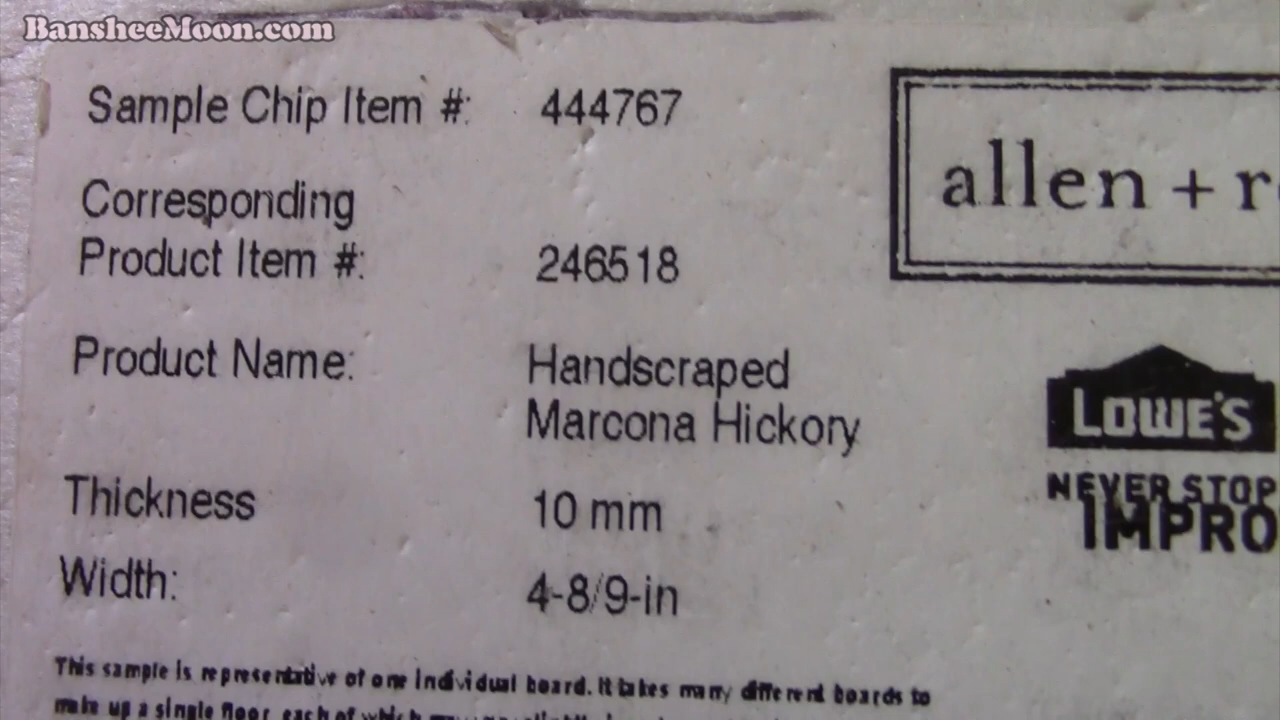 BansheeMoon.com
Sample Chip Item #: 444767
Corresponding
Product Item #: 246518
allen + r
Product Name: Handscraped
Marcona Hickory
LOWE'S
NEVER STOP
IMPRO
Thickness 10 mm
Width: 4-8/9-in
This sample is representative of one individual board. It takes many different boards to
make up a single floor, each of which may